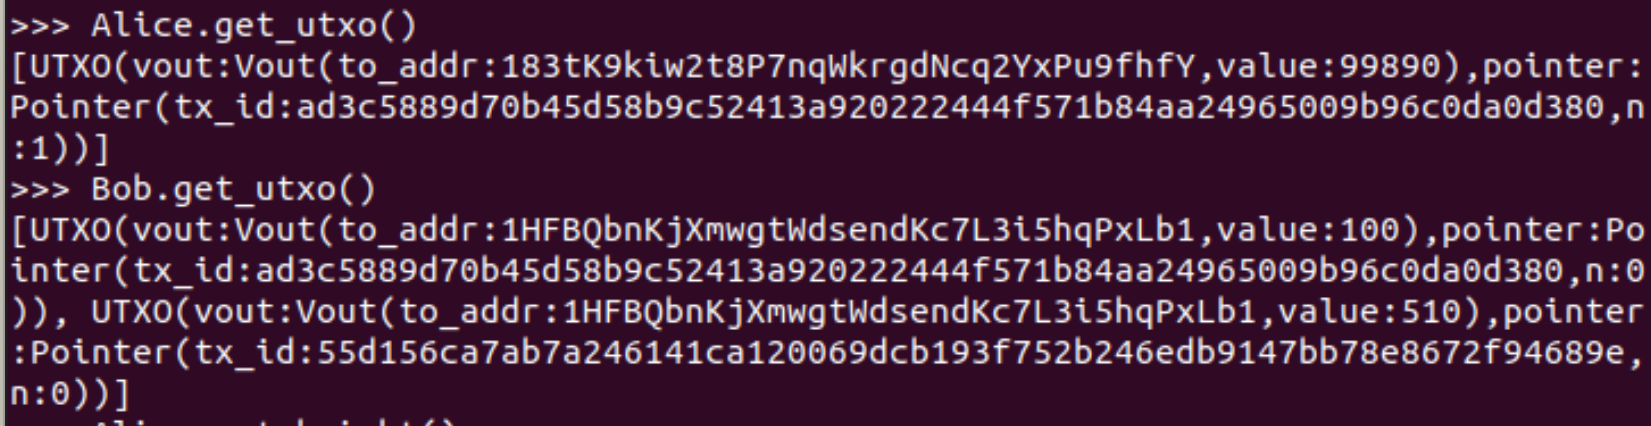 >>> Alice.get_utxo()
[UTXO(vout:Vout(to_addr:183tK9kiw2t8P7nqWkrgdNcq2YxPu9fhfY,value:99890),pointer:
Pointer(tx_id:ad3c5889d70b45d58b9c52413a920222444f571b84aa24965009b96c0da0d380,n
:1))]
>>> Bob.get_utxo()
[UTXO(vout:Vout(to_addr:1HFBQbnKjXmwgtWdsendKc7L3i5hqPxLb1,value:100),pointer:Po
inter(tx_id:ad3c5889d70b45d58b9c52413a920222444f571b84aa24965009b96c0da0d380,n:0
)), UTXO(vout:Vout(to_addr:1HFBQbnKjXmwgtWdsendKc7L3i5hqPxLb1,value:510),pointer
:Pointer(tx_id:55d156ca7ab7a246141ca120069dcb193f752b246edb9147bb78e8672f94689e,
n:0))]